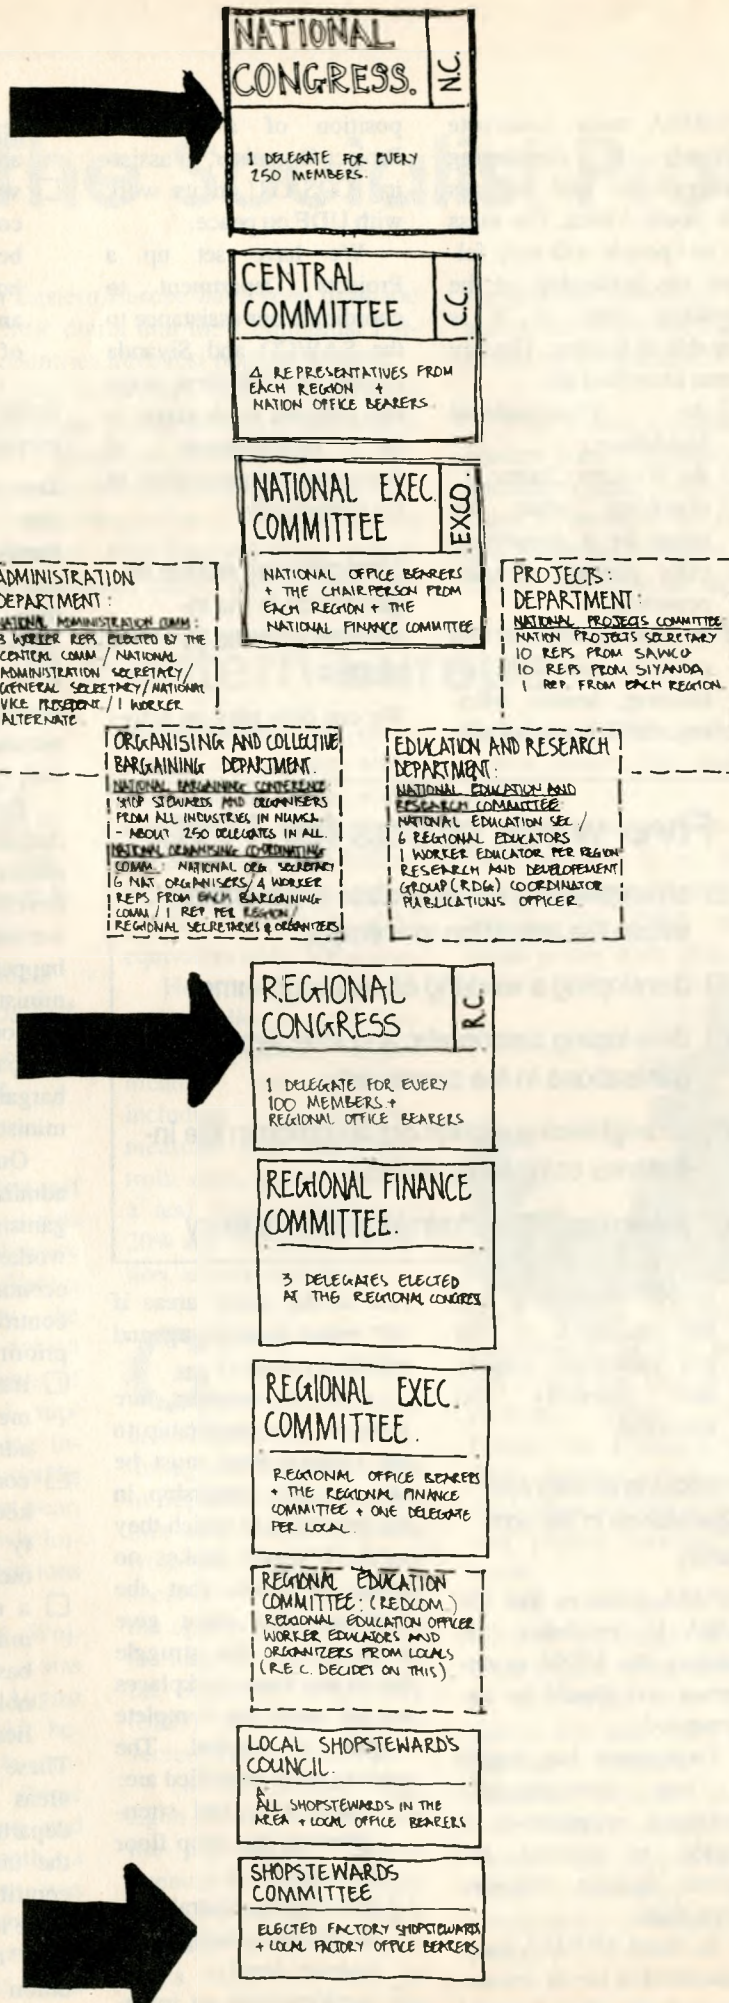 NATIONAL
CONGRESS.
N.C.
1 DELEGATE FOR EVERY
250 MEMBERS.
CENTRAL
COMMITTEE
C.C.
4 REPRESENTATIVES FROM
EACH REGION +
NATION OFFICE BEARERS
NATIONAL EXEC.
COMMITTEE
EXCO.
NATIONAL OFFICE BEARERS
+ THE CHAIRPERSON FROM
EACH REGION + THE
NATIONAL FINANCE COMMITTEE
ADMINISTRATION
DEPARTMENT:
NATIONAL ADMINISTRATION COMM:
3 WORKER REPS ELECTED BY THE
CENTRAL COMM / NATIONAL
ADMINISTRATION SECRETARY/
GENERAL SECRETARY/NATIONAL
VICE PRESIDENT/1 WORKER
ALTERNATE
PROJECTS:
DEPARTMENT:
NATIONAL PROJECTS COMMITTEE
NATION PROJECTS SECRETARY
10 REPS FROM SAWCO
10 REPS FROM SIYANDA
1 REP FROM EACH REGION
ORGANISING AND COLLECTIVE
BARGAINING DEPARTMENT.
NATIONAL BARGAINING CONFERENCE:
SHOP STEWARDS AND ORGANISERS
FROM ALL INDUSTRIES IN NUMSA
- ABOUT 250 DELEGATES IN ALL.
NATIONAL ORGANISING COORDINATING
COMM: NATIONAL ORG SECRETARY
6 NAT. ORGANISERS/4 WORKER
REPS FROM EACH BARGAINING
COMM/1 REP PER REGION/
REGIONAL SECRETARIES & ORGANIZERS
EDUCATION AND RESEARCH
DEPARTMENT:
NATIONAL EDUCATION AND
RESEARCH COMMITTEE:
NATIONAL EDUCATION SEC./
6 REGIONAL EDUCATORS
1 WORKER EDUCATOR PER REGION
RESEARCH AND DEVELOPEMENT
GROUP (RDG) COORDINATOR
PUBLICATIONS OFFICER
REGIONAL
CONGRESS
R.C.
1 DELEGATE FOR EVERY
100 MEMBERS +
REGIONAL OFFICE BEARERS
REGIONAL FINANCE
COMMITTEE.
3 DELEGATES ELECTED
AT THE REGIONAL CONGRESS
REGIONAL EXEC.
COMMITTEE.
REGIONAL OFFICE BEARERS
+ THE REGIONAL FINANCE
COMMITTEE + ONE DELEGATE
PER LOCAL
REGIONAL EDUCATION
COMMITTEE: (REDCOM)
REGIONAL EDUCATION OFFICER
WORKER EDUCATORS AND
ORGANIZERS FROM LOCALS
(R.E.C. DECIDES ON THIS)
LOCAL SHOPSTEWARDS
COUNCIL.
ALL SHOPSTEWARDS IN THE
AREA + LOCAL OFFICE BEARERS
SHOPSTEWARDS
COMMITTEE
ELECTED FACTORY SHOPSTEWARDS
+ LOCAL FACTORY OFFICE BEARERS